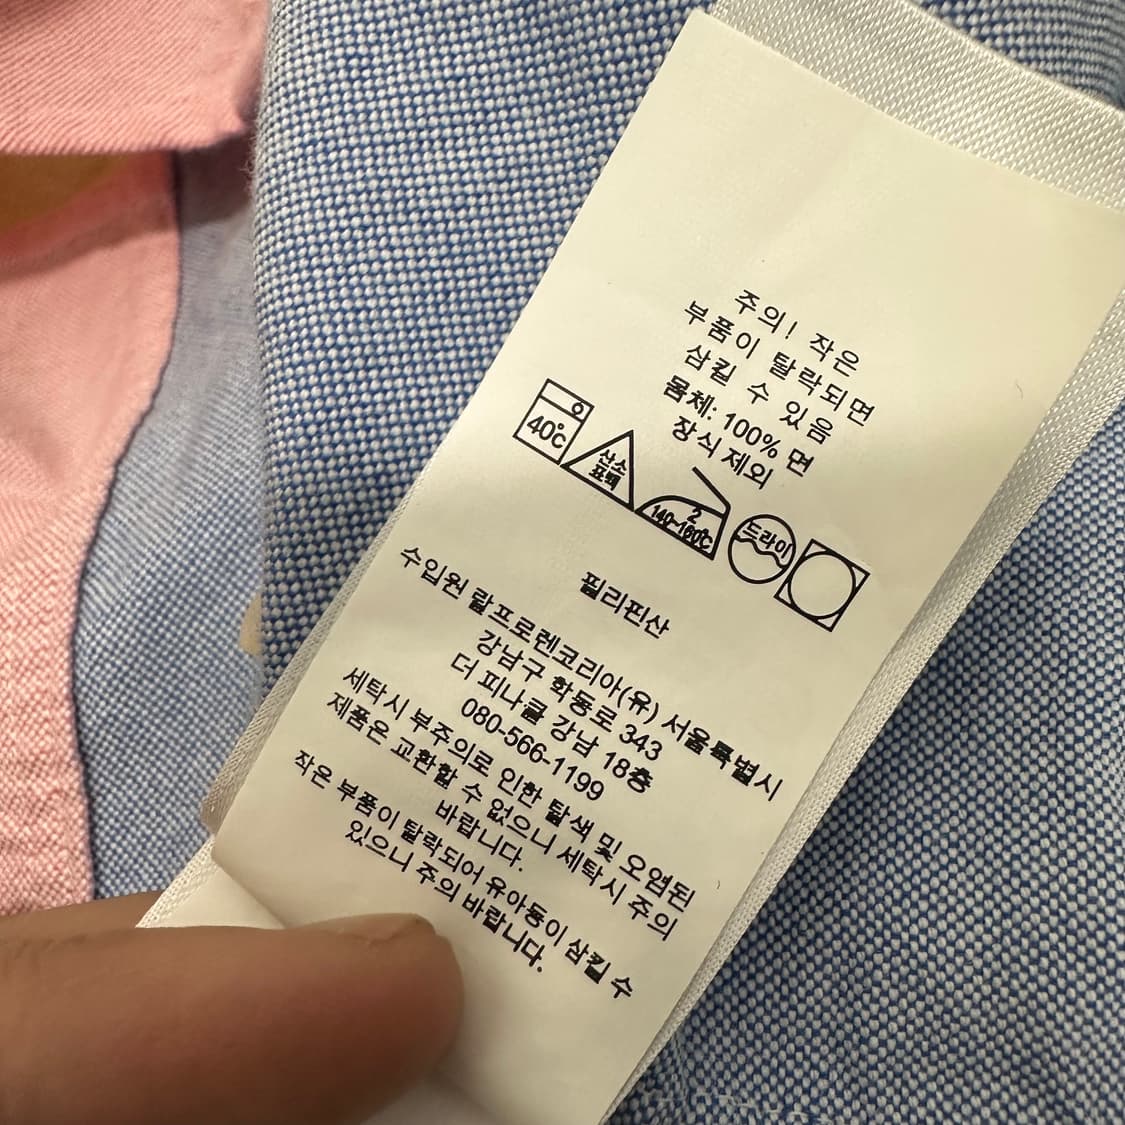 주의! 작은
부품이 탈락되면
삼킬 수 있음
몸체: 100% 면
장식 제외
40℃
산소
표백
2
140~160℃
드라이
필리핀산
수입원 랄프로렌코리아(유) 서울특별시
강남구 학동로 343
더 피나클 강남 18층
080-566-1199
세탁시 부주의로 인한 탈색 및 오염된
제품은 교환할 수 없으니 세탁시 주의
바랍니다.
작은 부품이 탈락되어 유아동이 삼킬 수
있으니 주의 바랍니다.